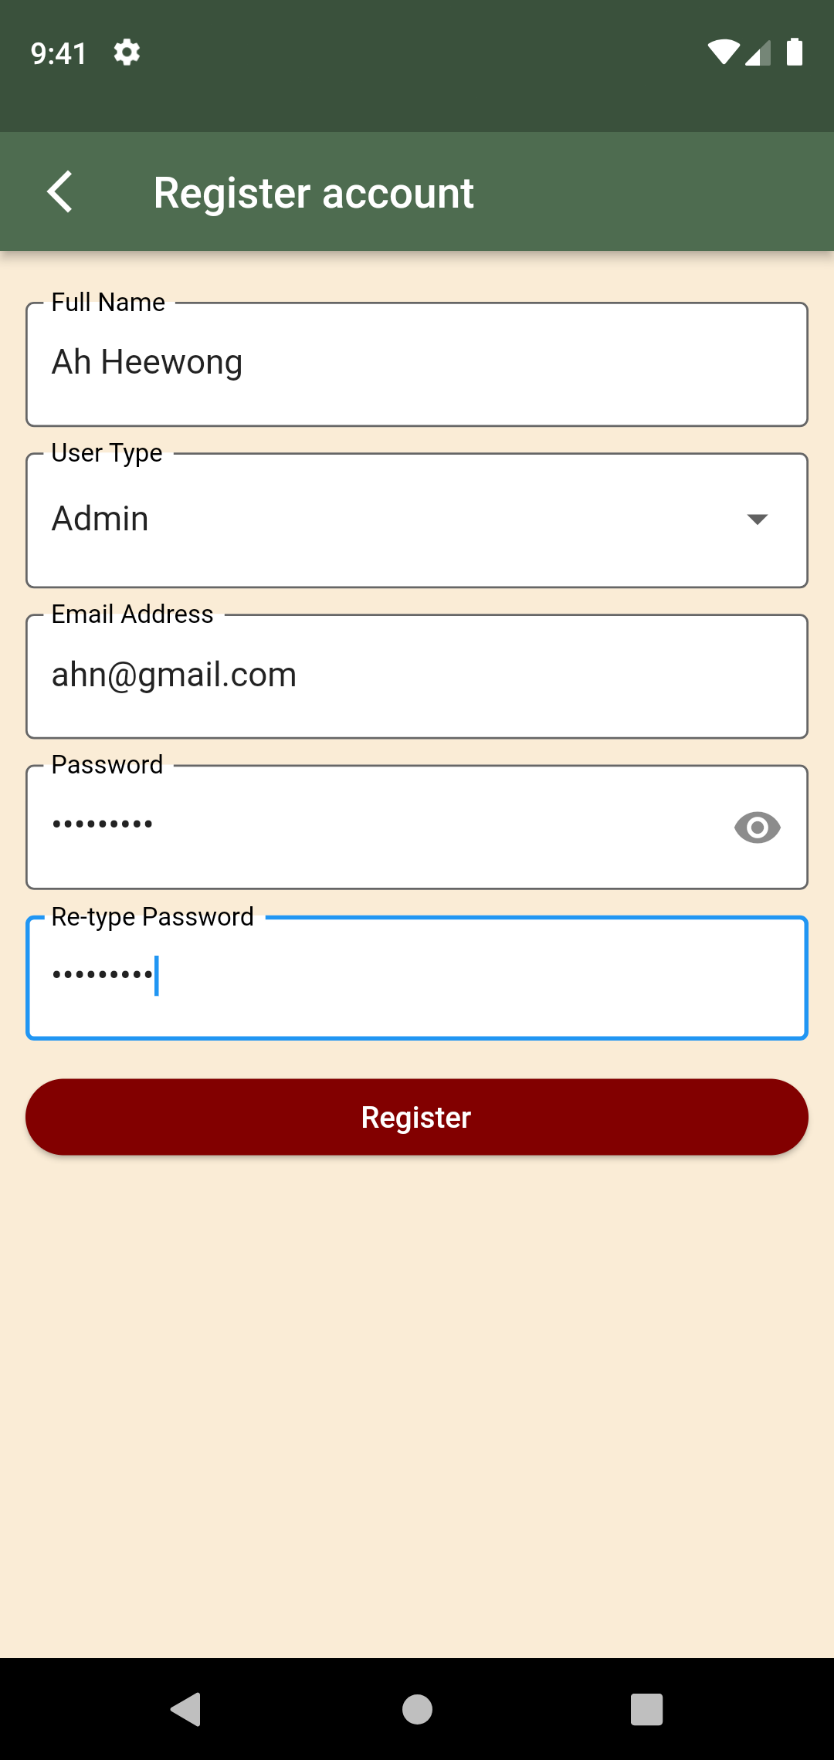 9:41
Register account
Full Name
Ah Heewong
User Type
Admin
Email Address
ahn@gmail.com
Password
•••••••••
Re-type Password
•••••••••
Register